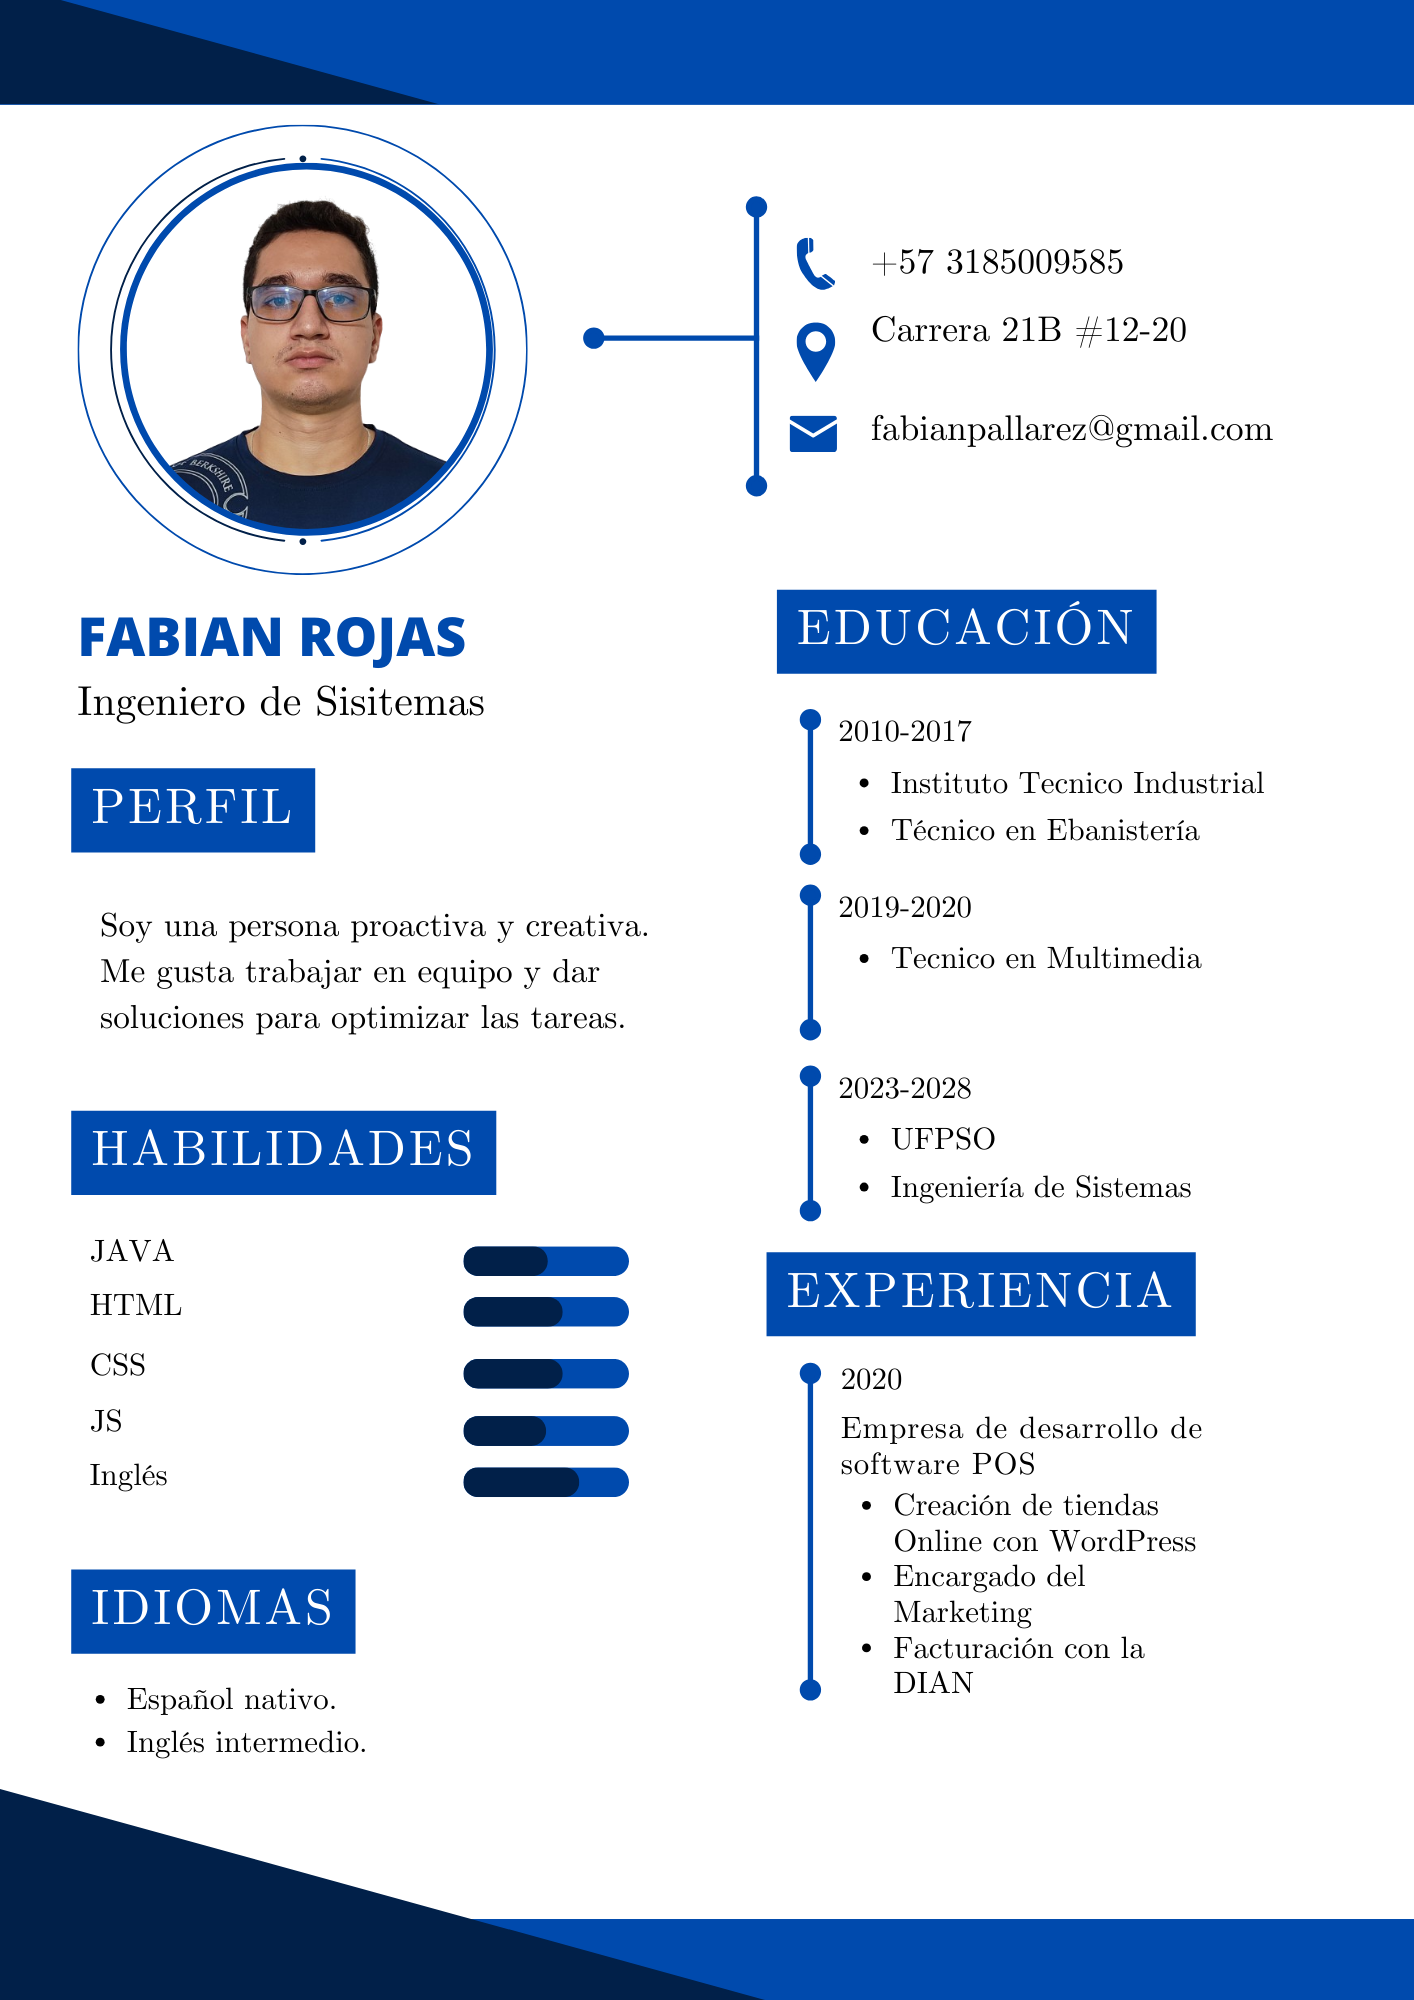 BERKSHIRE
+57 3185009585
Carrera 21B #12-20
fabianpallarez@gmail.com
FABIAN ROJAS
Ingeniero de Sisitemas
PERFIL
Soy una persona proactiva y creativa.
Me gusta trabajar en equipo y dar
soluciones para optimizar las tareas.
HABILIDADES
JAVA
HTML
CSS
JS
Inglés
IDIOMAS
• Español nativo.
• Inglés intermedio.
EDUCACIÓN
2010-2017
• Instituto Tecnico Industrial
• Técnico en Ebanistería
2019-2020
• Tecnico en Multimedia
2023-2028
• UFPSO
• Ingeniería de Sistemas
EXPERIENCIA
2020
Empresa de desarrollo de
software POS
• Creación de tiendas
Online con WordPress
• Encargado del
Marketing
• Facturación con la
DIAN